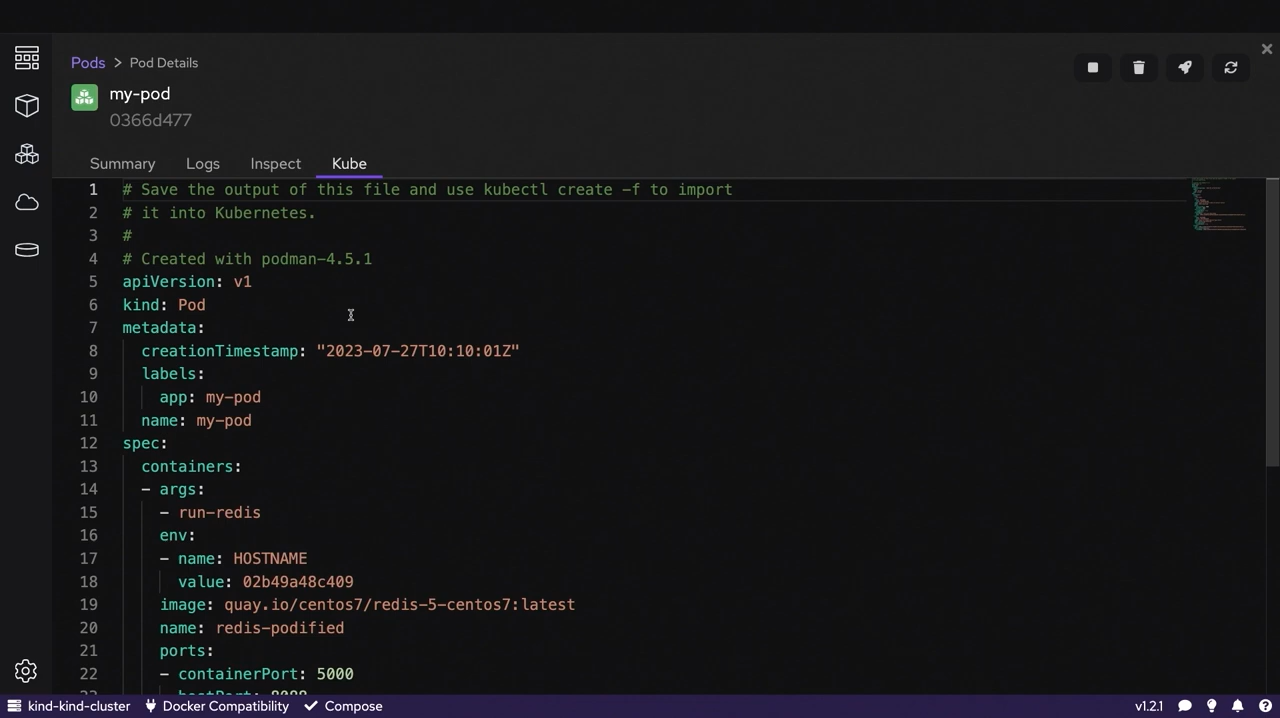 Pods > Pod Details
my-pod
0366d477
Summary Logs Inspect Kube
1 # Save the output of this file and use kubectl create -f to import
2 # it into Kubernetes.
3 #
4 # Created with podman-4.5.1
5 apiVersion: v1
6 kind: Pod
7 metadata:
8 creationTimestamp: "2023-07-27T10:10:01Z"
9 labels:
10 app: my-pod
11 name: my-pod
12 spec:
13 containers:
14 - args:
15 - run-redis
16 env:
17 - name: HOSTNAME
18 value: 02b49a48c409
19 image: quay.io/centos7/redis-5-centos7:latest
20 name: redis-podified
21 ports:
22 - containerPort: 5000
kind-kind-cluster Docker Compatibility Compose v1.2.1